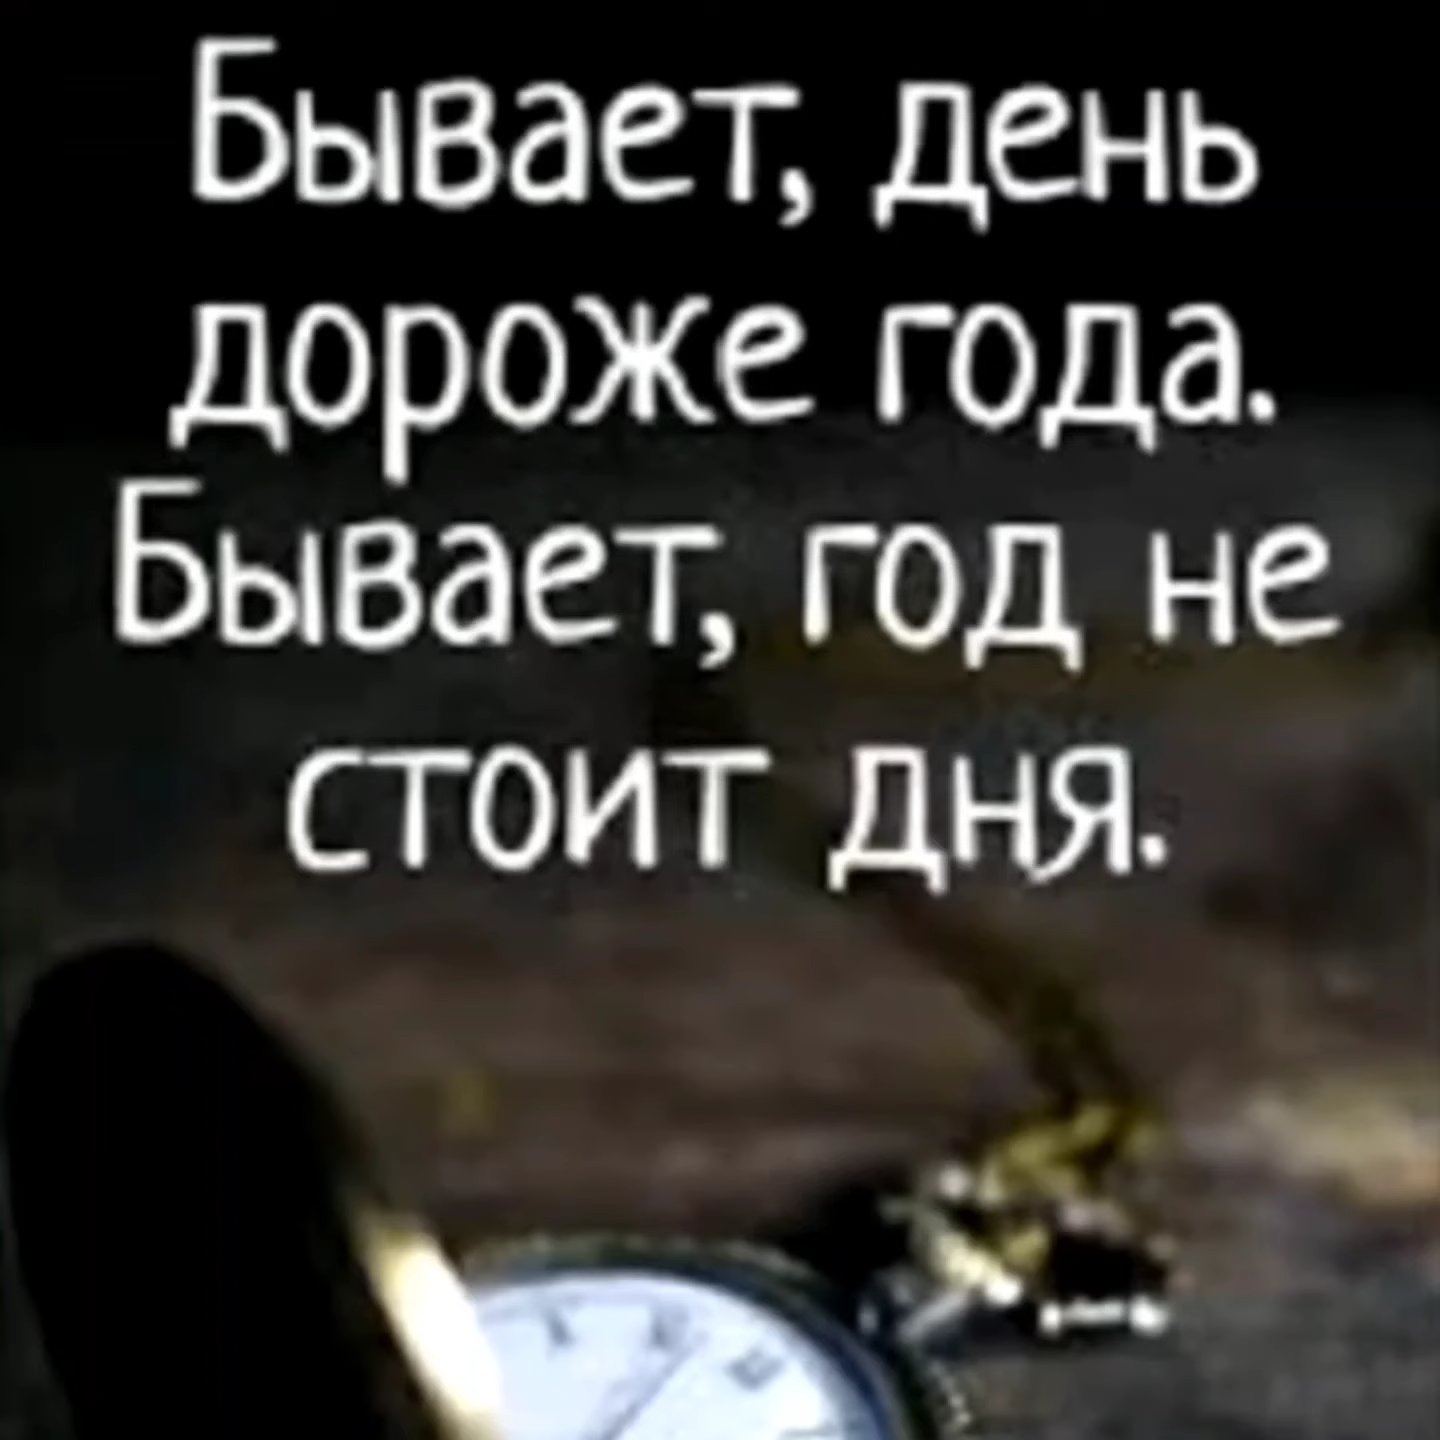 Бывает, день
дороже года.
Бывает, год не
стоит дня.